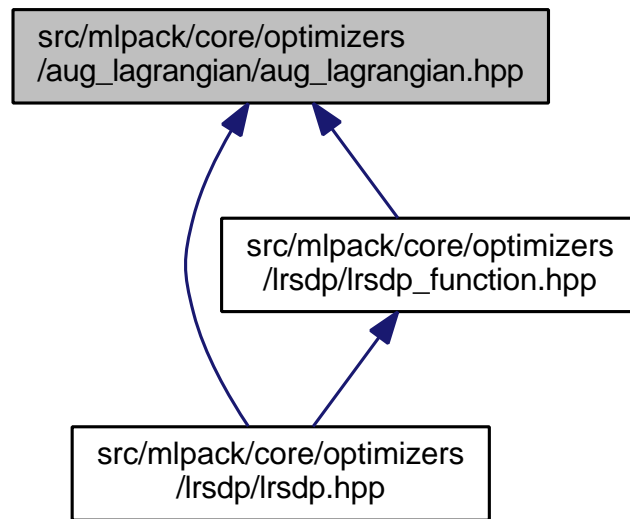 src/mlpack/core/optimizers
/aug_lagrangian/aug_lagrangian.hpp
src/mlpack/core/optimizers
/lrsdp/lrsdp_function.hpp
src/mlpack/core/optimizers
/lrsdp/lrsdp.hpp